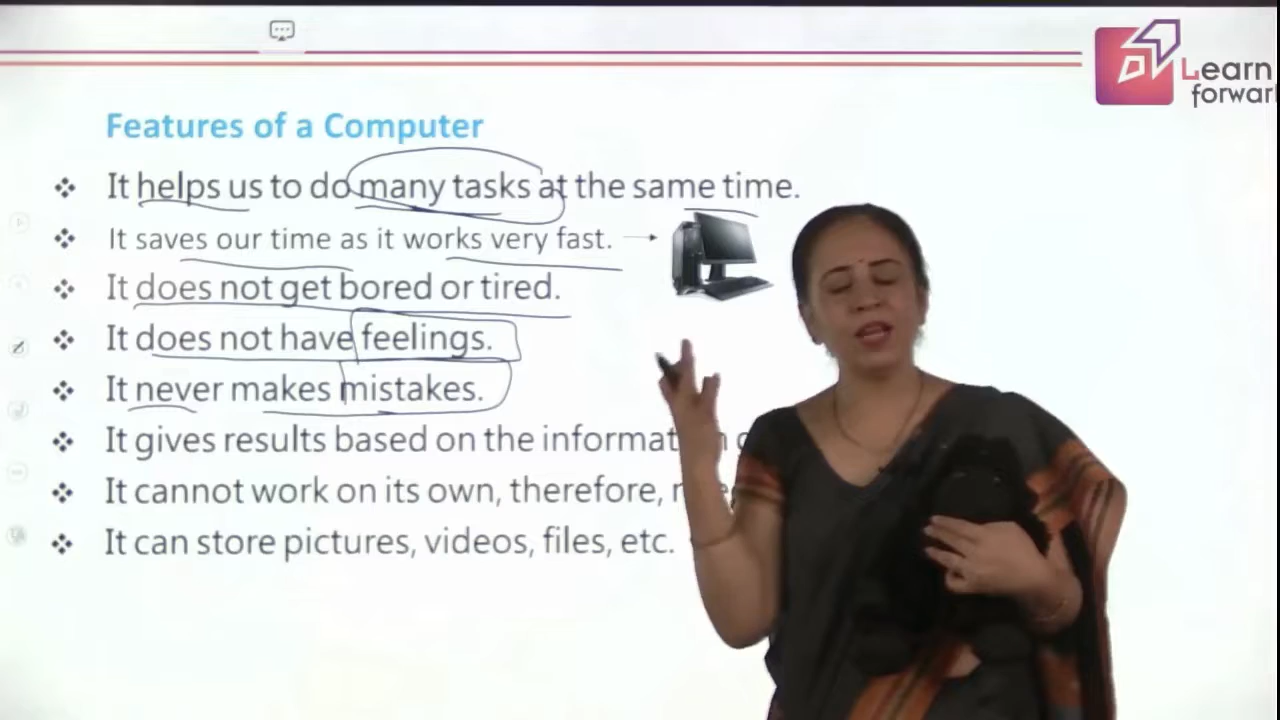 Learn
forwar
Features of a Computer
❖ It helps us to do many tasks at the same time.
❖ It saves our time as it works very fast.
❖ It does not get bored or tired.
❖ It does not have feelings.
❖ It never makes mistakes.
❖ It gives results based on the
❖ It cannot work on its own, therefore,
❖ It can store pictures, videos, files, etc.